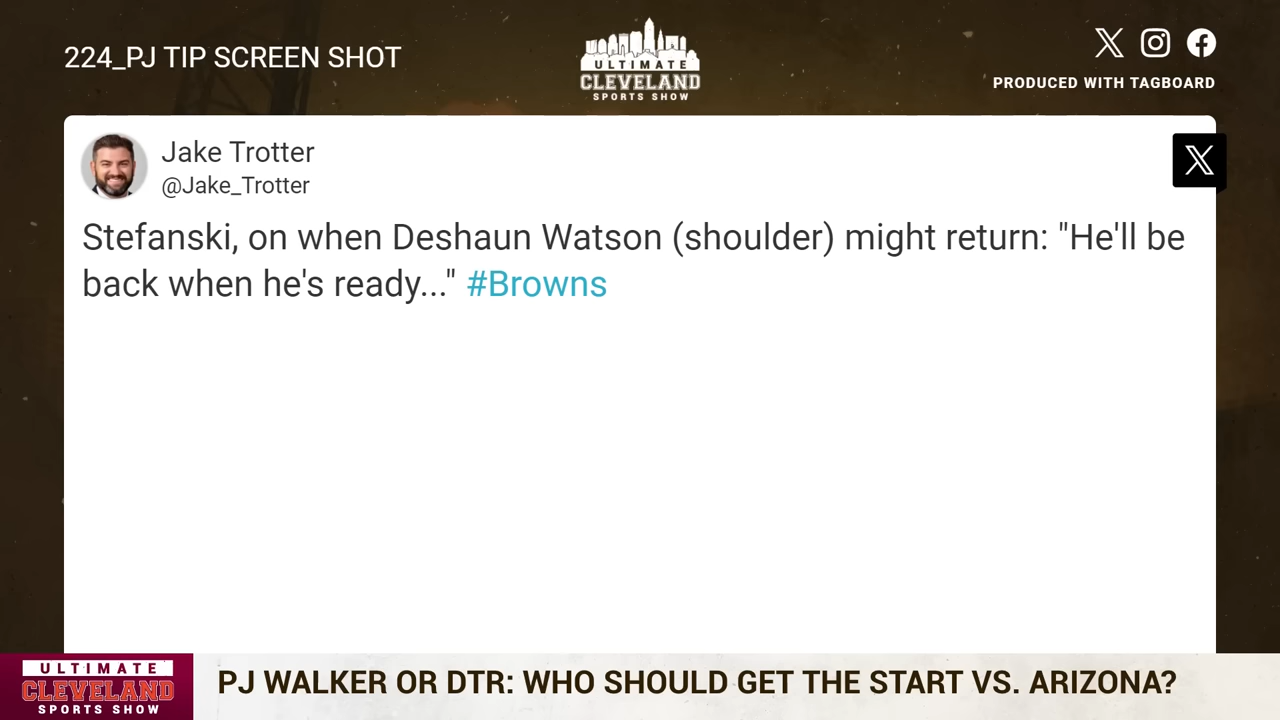 224_PJ TIP SCREEN SHOT
ULTIMATE
CLEVELAND
SPORTS SHOW
PRODUCED WITH TAGBOARD
Jake Trotter
@Jake_Trotter
Stefanski, on when Deshaun Watson (shoulder) might return: "He'll be
back when he's ready..." #Browns
ULTIMATE
CLEVELAND
SPORTS SHOW
PJ WALKER OR DTR: WHO SHOULD GET THE START VS. ARIZONA?